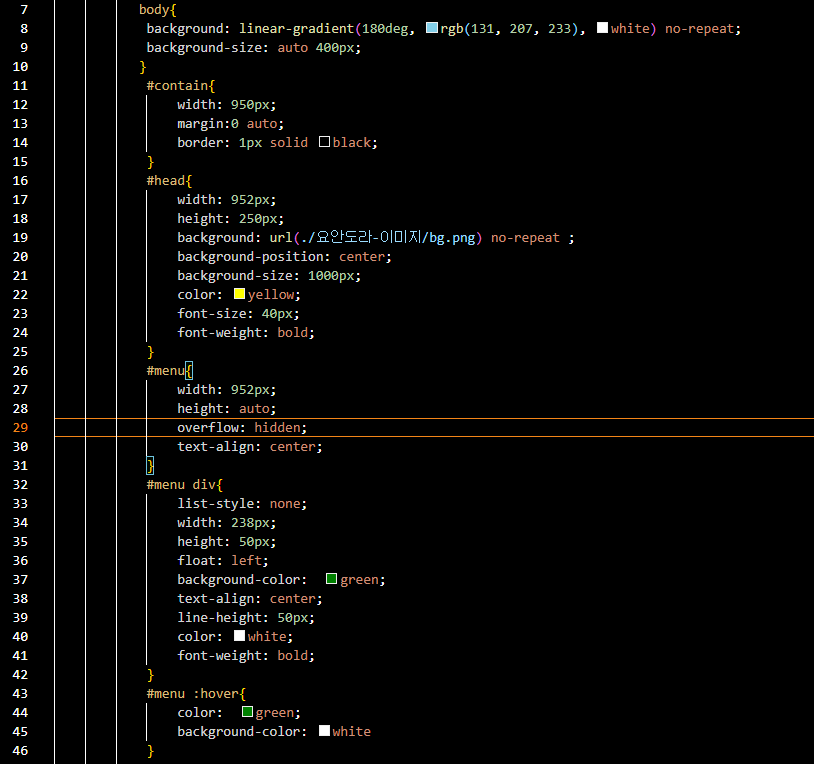 7 body{
8 background: linear-gradient(180deg, rgb(131, 207, 233), white) no-repeat;
9 background-size: auto 400px;
10 }
11 #contain{
12 width: 950px;
13 margin:0 auto;
14 border: 1px solid black;
15 }
16 #head{
17 width: 952px;
18 height: 250px;
19 background: url(./요안도라-이미지/bg.png) no-repeat ;
20 background-position: center;
21 background-size: 1000px;
22 color: yellow;
23 font-size: 40px;
24 font-weight: bold;
25 }
26 #menu{
27 width: 952px;
28 height: auto;
29 overflow: hidden;
30 text-align: center;
31 }
32 #menu div{
33 list-style: none;
34 width: 238px;
35 height: 50px;
36 float: left;
37 background-color: green;
38 text-align: center;
39 line-height: 50px;
40 color: white;
41 font-weight: bold;
42 }
43 #menu :hover{
44 color: green;
45 background-color: white
46 }